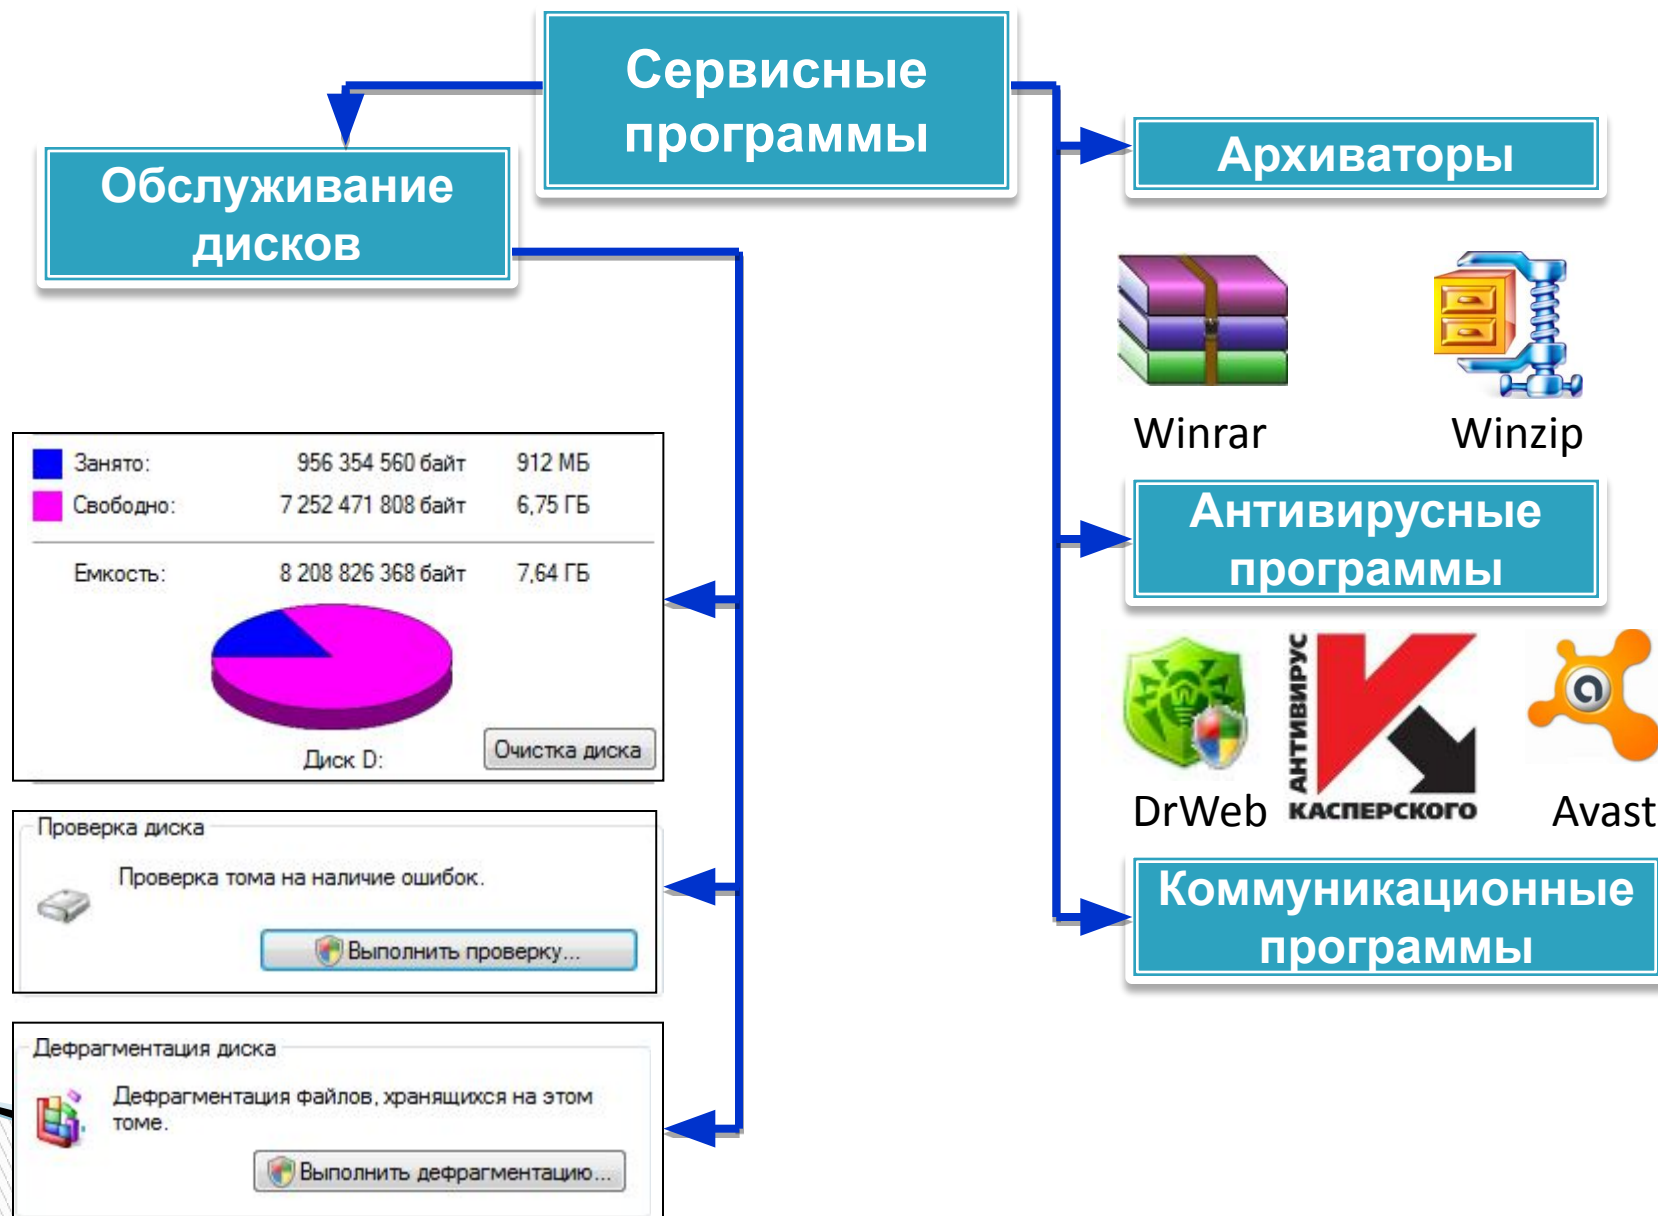 Сервисные
программы
Обслуживание
дисков
Занято: 956 354 560 байт 912 МБ
Свободно: 7 252 471 808 байт 6,75 ГБ
Емкость: 8 208 826 368 байт 7,64 ГБ
Диск D:
Очистка диска
Проверка диска
Проверка тома на наличие ошибок.
Выполнить проверку...
Дефрагментация диска
Дефрагментация файлов, хранящихся на этом
томе.
Выполнить дефрагментацию...
Архиваторы
Winrar Winzip
Антивирусные
программы
АНТИВИРУС
КАСПЕРСКОГО
a
DrWeb Avast
Коммуникационные
программы